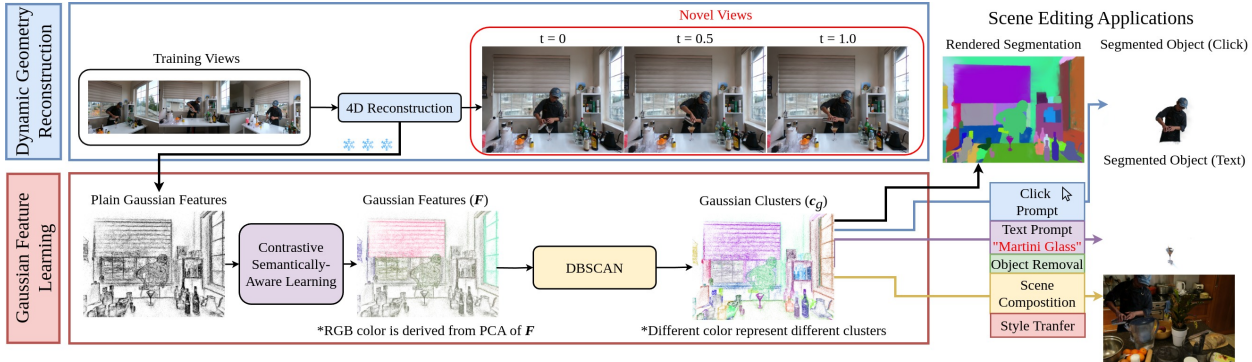 Dynamic Geometry
Reconstruction
Training Views
4D Reconstruction
Novel Views
t = 0
t = 0.5
t = 1.0
Gaussian Feature
Learning
Plain Gaussian Features
Contrastive
Semantically-
Aware Learning
Gaussian Features (F)
*RGB color is derived from PCA of F
DBSCAN
Gaussian Clusters (cg)
*Different color represent different clusters
Scene Editing Applications
Rendered Segmentation
Segmented Object (Click)
Segmented Object (Text)
Click
Prompt
Text Prompt
"Martini Glass"
Object Removal
Scene
Compostition
Style Tranfer